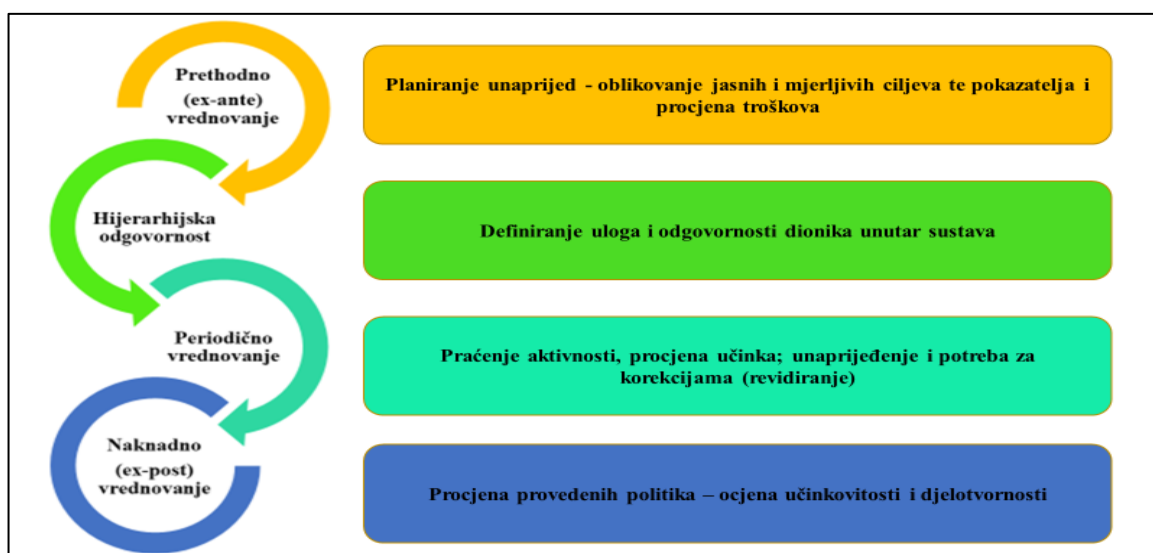 Prethodno
(ex-ante)
vrednovanje
Planiranje unaprijed - oblikovanje jasnih i mjerljivih ciljeva te pokazatelja i
procjena troškova
Hijerarhijska
odgovornost
Definiranje uloga i odgovornosti dionika unutar sustava
Periodično
vrednovanje
Praćenje aktivnosti, procjena učinka; unaprijeđenje i potreba za
korekcijama (revidiranje)
Naknadno
(ex-post)
vrednovanje
Procjena provedenih politika – ocjena učinkovitosti i djelotvornosti